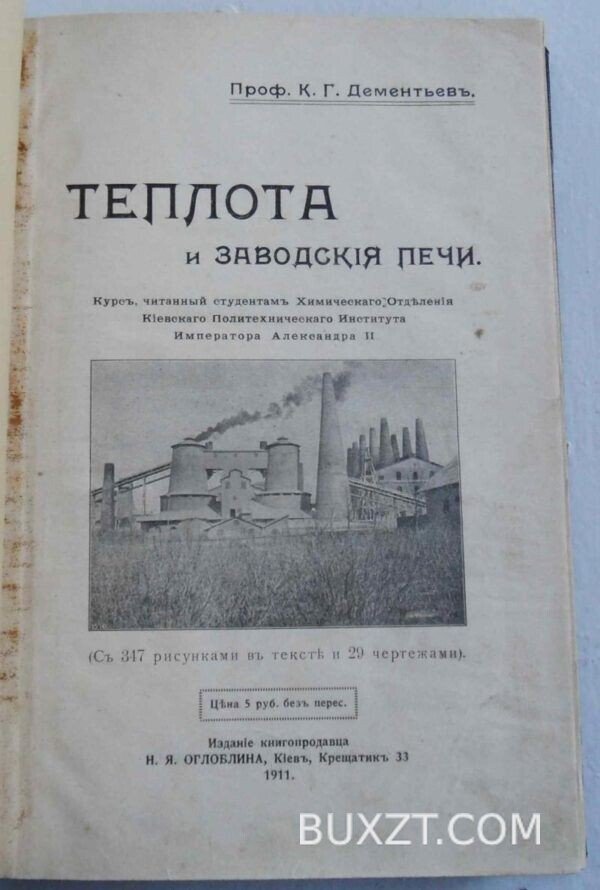 Проф. К. Г. Дементьевъ.
ТЕПЛОТА
и ЗАВОДСКІЯ ПЕЧИ.
Курсъ, читанный студентамъ Химическаго Отдѣленія
Кіевскаго Политехническаго Института
Императора Александра II
(Съ 347 рисунками въ текстѣ и 29 чертежами).
Цѣна 5 руб. безъ перес.
Изданіе книгопродавца
Н. Я. ОГЛОБЛИНА, Кіевъ, Крещатикъ 33
1911.
BUXZT.COM